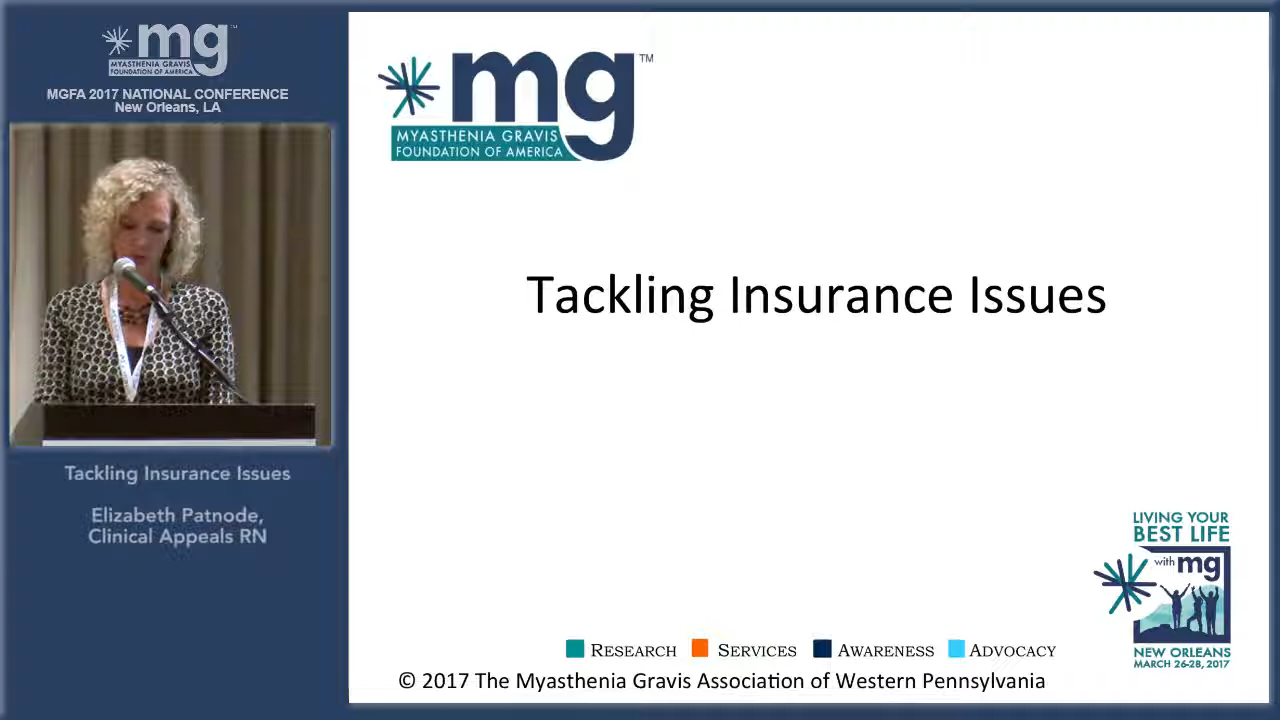 mg™
MYASTHENIA GRAVIS
FOUNDATION OF AMERICA
MGFA 2017 NATIONAL CONFERENCE
New Orleans, LA
Tackling Insurance Issues
Elizabeth Patnode,
Clinical Appeals RN
mg™
MYASTHENIA GRAVIS
FOUNDATION OF AMERICA
Tackling Insurance Issues
LIVING YOUR
BEST LIFE
with mg
NEW ORLEANS
MARCH 26-28, 2017
RESEARCH SERVICES AWARENESS ADVOCACY
© 2017 The Myasthenia Gravis Association of Western Pennsylvania